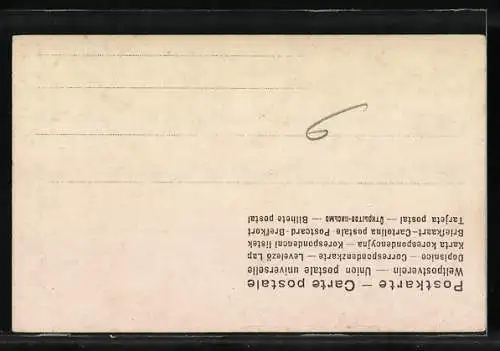 Postkarte — Carte postale
Weltpostverein — Union postale universelle
Dopisnice — Correspondenzkarte — Levelező Lap
Karta korespondencyjna — Korespondenční lístek
Briefkaart—Cartolina postale-Postcard-Brefkort
Tarjeta postal — Открытое-письмо — Bilhete postal
6